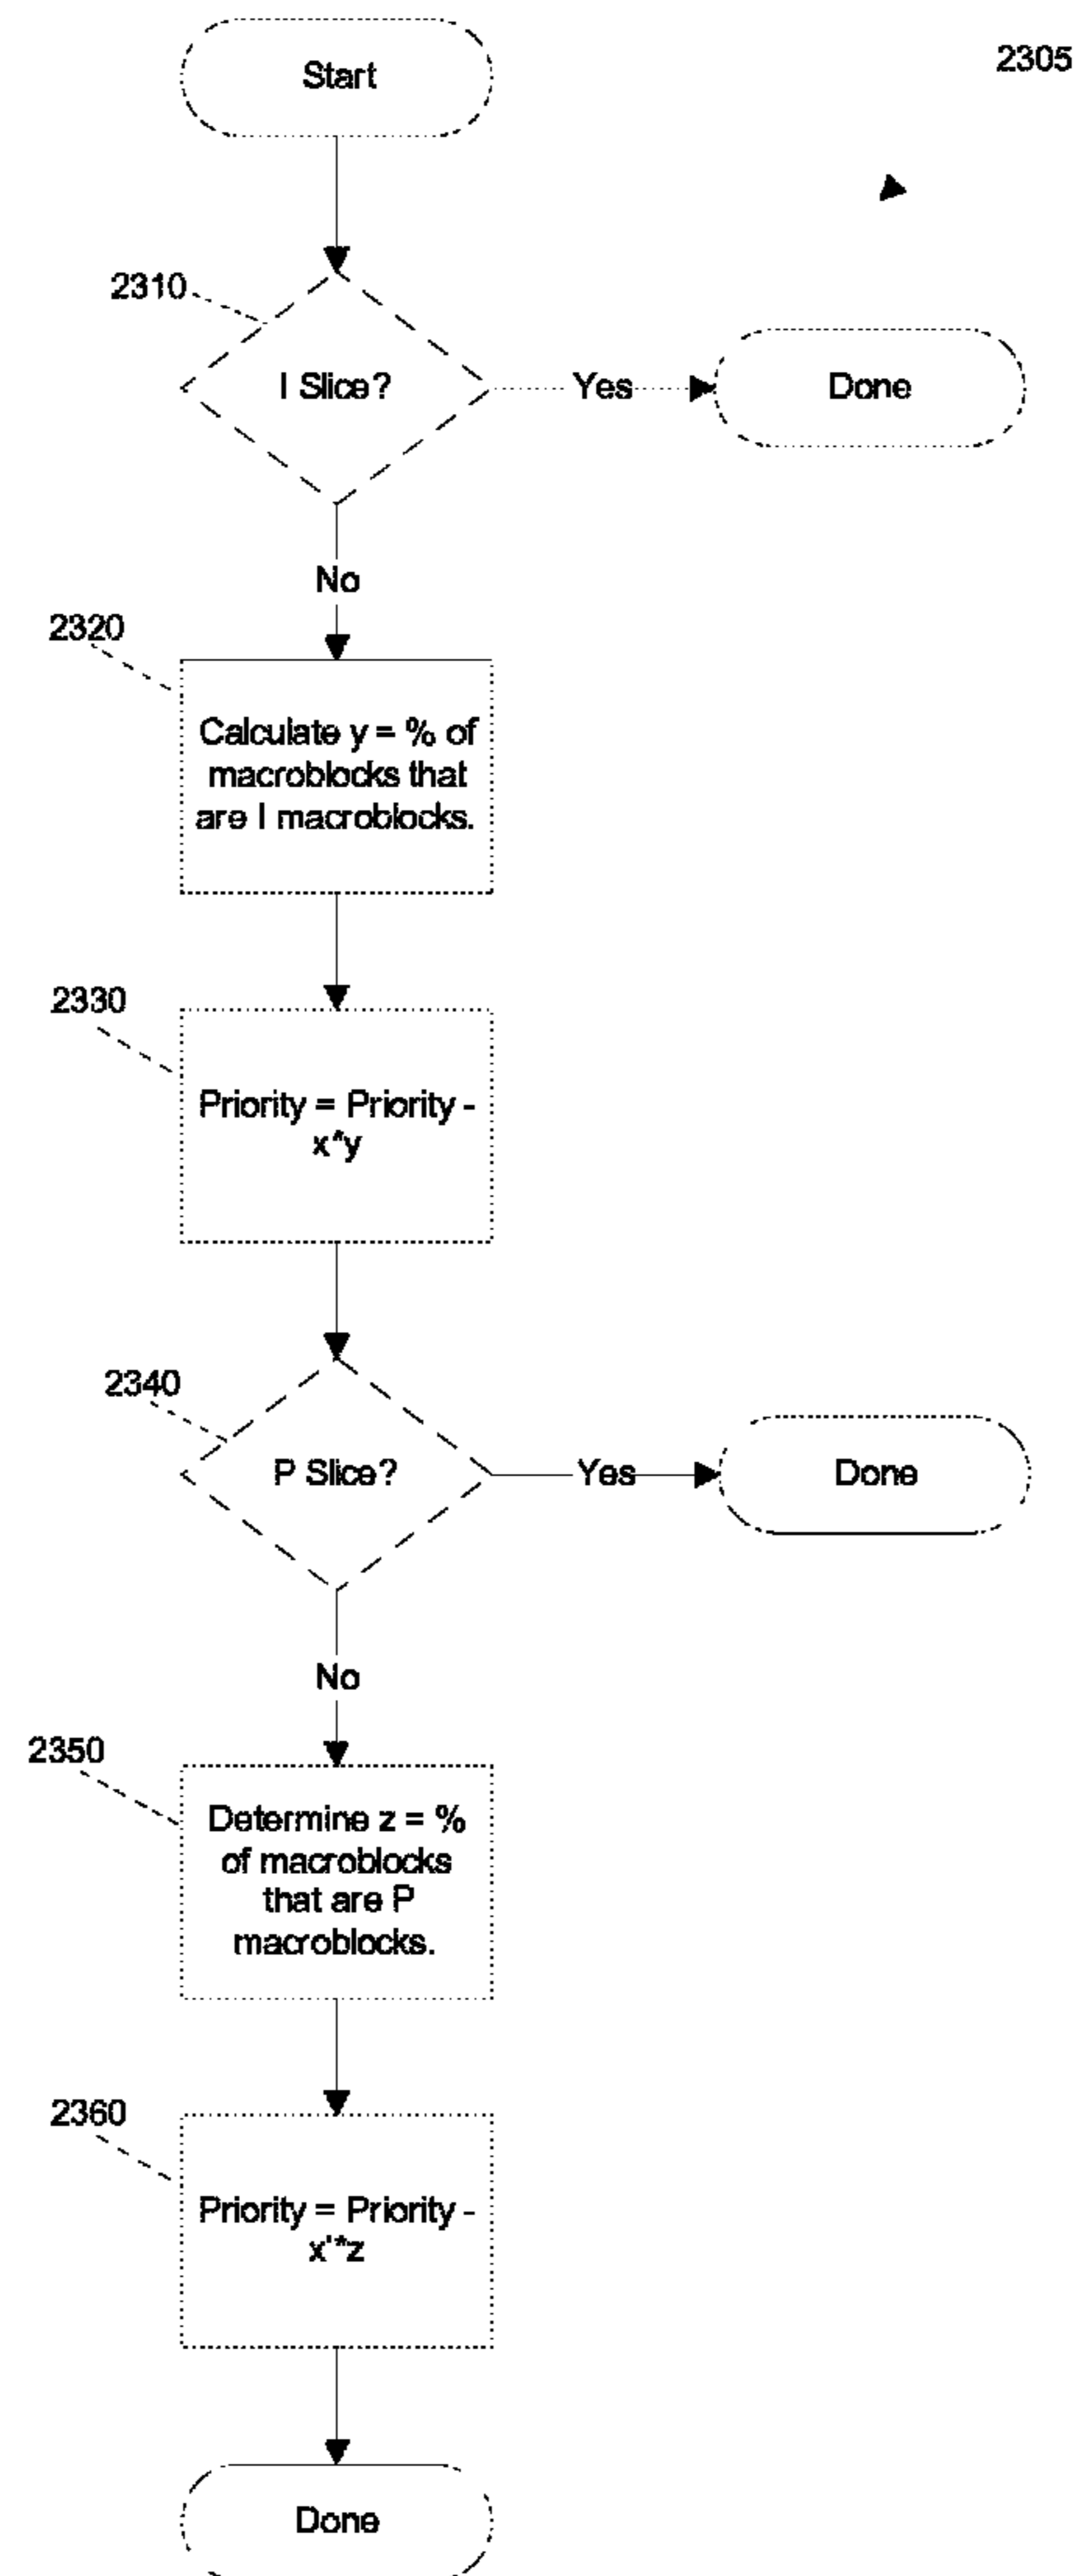 Start
2305
2310
I Slice?
Yes
Done
No
2320
Calculate y = % of
macroblocks that
are I macroblocks.
2330
Priority = Priority -
x*y
2340
P Slice?
Yes
Done
No
2350
Determine z = %
of macroblocks
that are P
macroblocks.
2360
Priority = Priority -
x'*z
Done